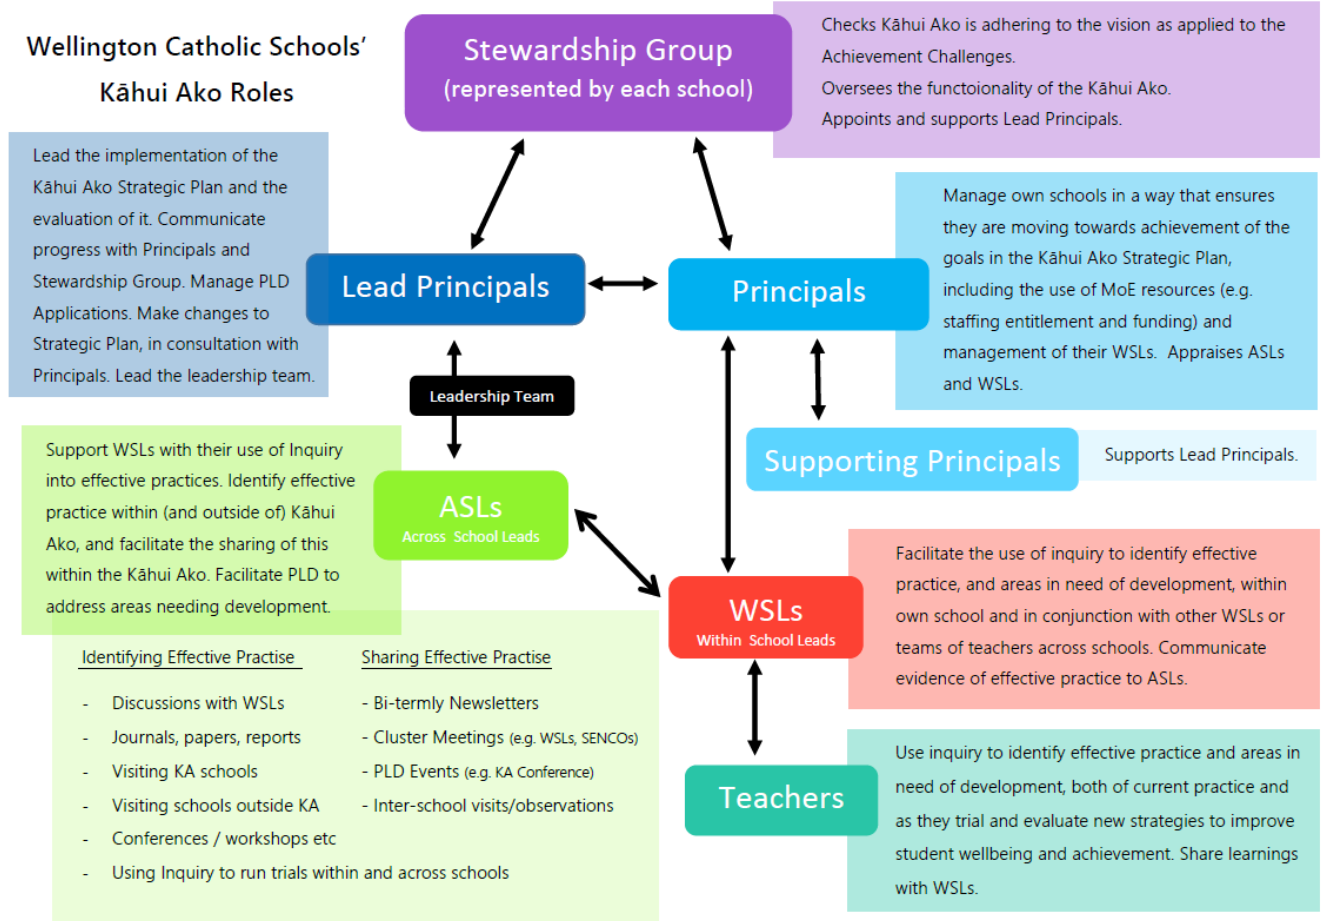 Wellington Catholic Schools’
Kāhui Ako Roles
Stewardship Group
(represented by each school)
Checks Kāhui Ako is adhering to the vision as applied to the
Achievement Challenges.
Oversees the functoionality of the Kāhui Ako.
Appoints and supports Lead Principals.
Lead the implementation of the
Kāhui Ako Strategic Plan and the
evaluation of it. Communicate
progress with Principals and
Stewardship Group. Manage PLD
Applications. Make changes to
Strategic Plan, in consultation with
Principals. Lead the leadership team.
Lead Principals
Principals
Manage own schools in a way that ensures
they are moving towards achievement of the
goals in the Kāhui Ako Strategic Plan,
including the use of MoE resources (e.g.
staffing entitlement and funding) and
management of their WSLs.  Appraises ASLs
and WSLs.
Leadership Team
Supporting Principals
Supports Lead Principals.
Support WSLs with their use of Inquiry
into effective practices. Identify effective
practice within (and outside of) Kāhui
Ako, and facilitate the sharing of this
within the Kāhui Ako. Facilitate PLD to
address areas needing development.
ASLs
Across School Leads
WSLs
Within School Leads
Facilitate the use of inquiry to identify effective
practice, and areas in need of development, within
own school and in conjunction with other WSLs or
teams of teachers across schools. Communicate
evidence of effective practice to ASLs.
Identifying Effective Practise
- Discussions with WSLs
- Journals, papers, reports
- Visiting KA schools
- Visiting schools outside KA
- Conferences / workshops etc
- Using Inquiry to run trials within and across schools
Sharing Effective Practise
- Bi-termly Newsletters
- Cluster Meetings (e.g. WSLs, SENCOs)
- PLD Events (e.g. KA Conference)
- Inter-school visits/observations
Teachers
Use inquiry to identify effective practice and areas in
need of development, both of current practice and
as they trial and evaluate new strategies to improve
student wellbeing and achievement. Share learnings
with WSLs.